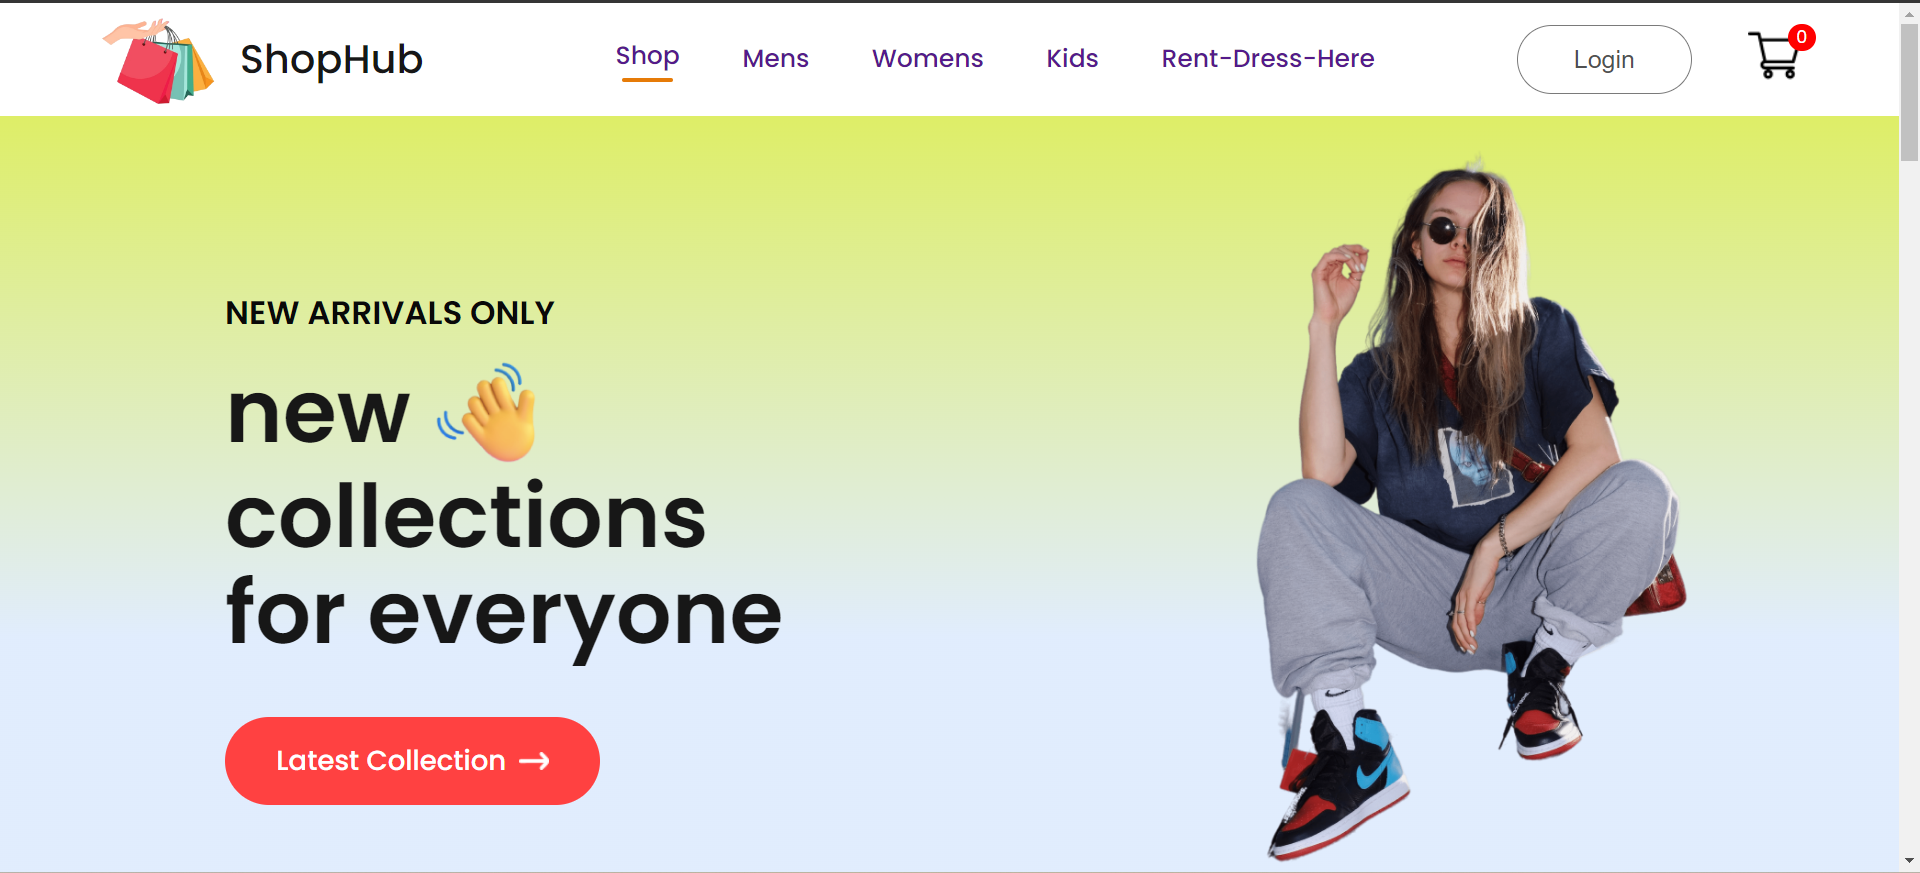 ShopHub
Shop Mens Womens Kids Rent-Dress-Here
Login
0
NEW ARRIVALS ONLY
new
collections
for everyone
Latest Collection